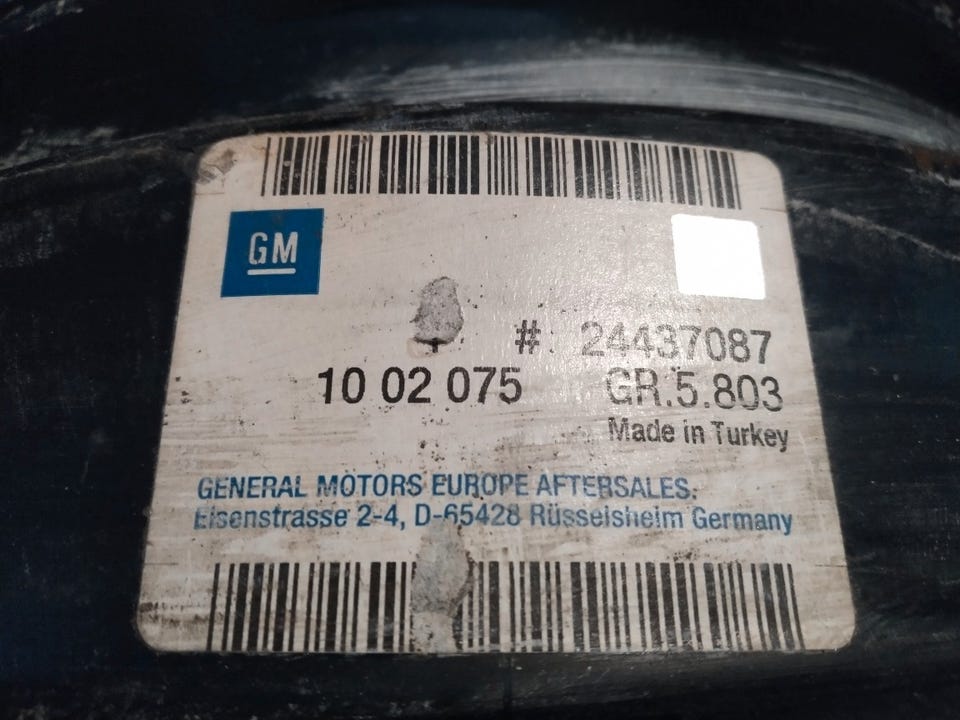 GM
# 24437087
10 02 075 GR.5.803
Made in Turkey
GENERAL MOTORS EUROPE AFTERSALES.
Eisenstrasse 2-4, D-65428 Rüsselsheim Germany